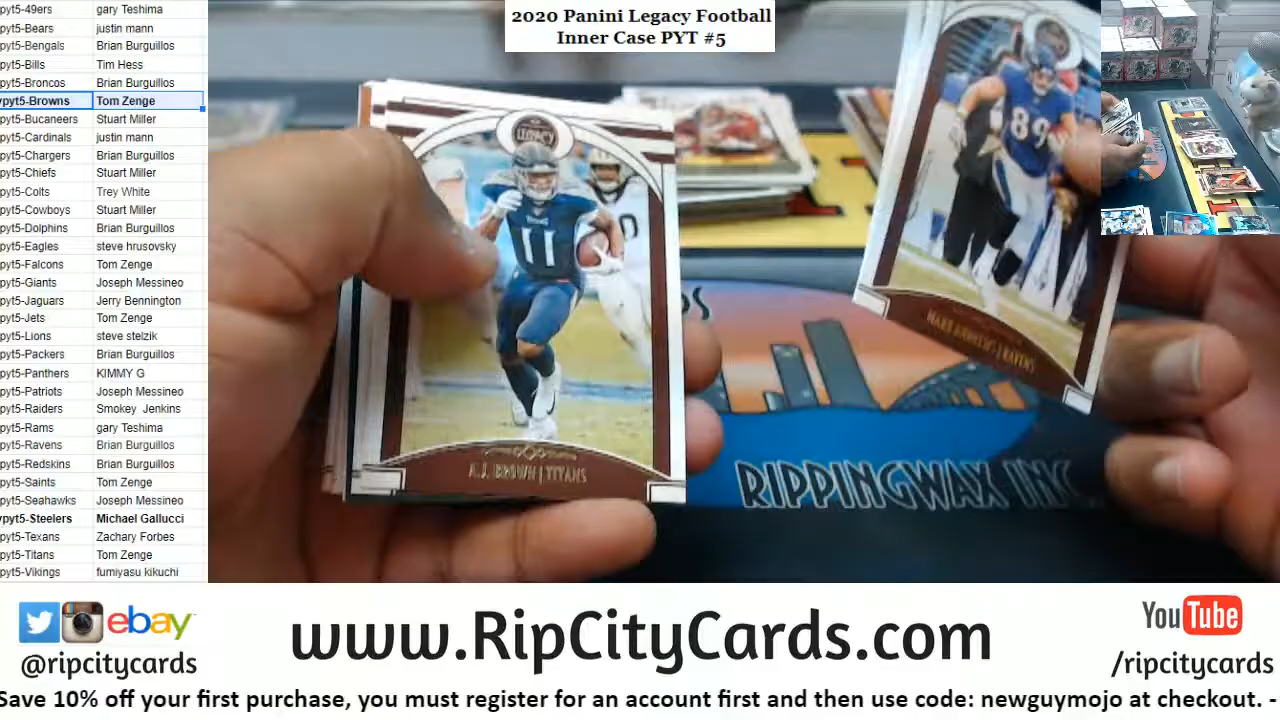 2020 Panini Legacy Football
Inner Case PYT #5
pyt5-49ers gary Teshima
pyt5-Bears justin mann
pyt5-Bengals Brian Burguillos
pyt5-Bills Tim Hess
pyt5-Broncos Brian Burguillos
pyt5-Browns Tom Zenge
pyt5-Bucaneers Stuart Miller
pyt5-Cardinals justin mann
pyt5-Chargers Brian Burguillos
pyt5-Chiefs Stuart Miller
pyt5-Colts Trey White
pyt5-Cowboys Stuart Miller
pyt5-Dolphins Brian Burguillos
pyt5-Eagles steve hrusovsky
pyt5-Falcons Tom Zenge
pyt5-Giants Joseph Messineo
pyt5-Jaguars Jerry Bennington
pyt5-Jets Tom Zenge
pyt5-Lions steve stelzik
pyt5-Packers Brian Burguillos
pyt5-Panthers KIMMY G
pyt5-Patriots Joseph Messineo
pyt5-Raiders Smokey Jenkins
pyt5-Rams gary Teshima
pyt5-Ravens Brian Burguillos
pyt5-Redskins Brian Burguillos
pyt5-Saints Tom Zenge
pyt5-Seahawks Joseph Messineo
pyt5-Steelers Michael Gallucci
pyt5-Texans Zachary Forbes
pyt5-Titans Tom Zenge
pyt5-Vikings fumiyasu kikuchi
LEGACY
11
A.J. BROWN | TITANS
89
MARK ANDREWS | RAVENS
RIPPINGWAX INC
ebay
@ripcitycards
www.RipCityCards.com
YouTube
/ripcitycards
Save 10% off your first purchase, you must register for an account first and then use code: newguymojo at checkout. -